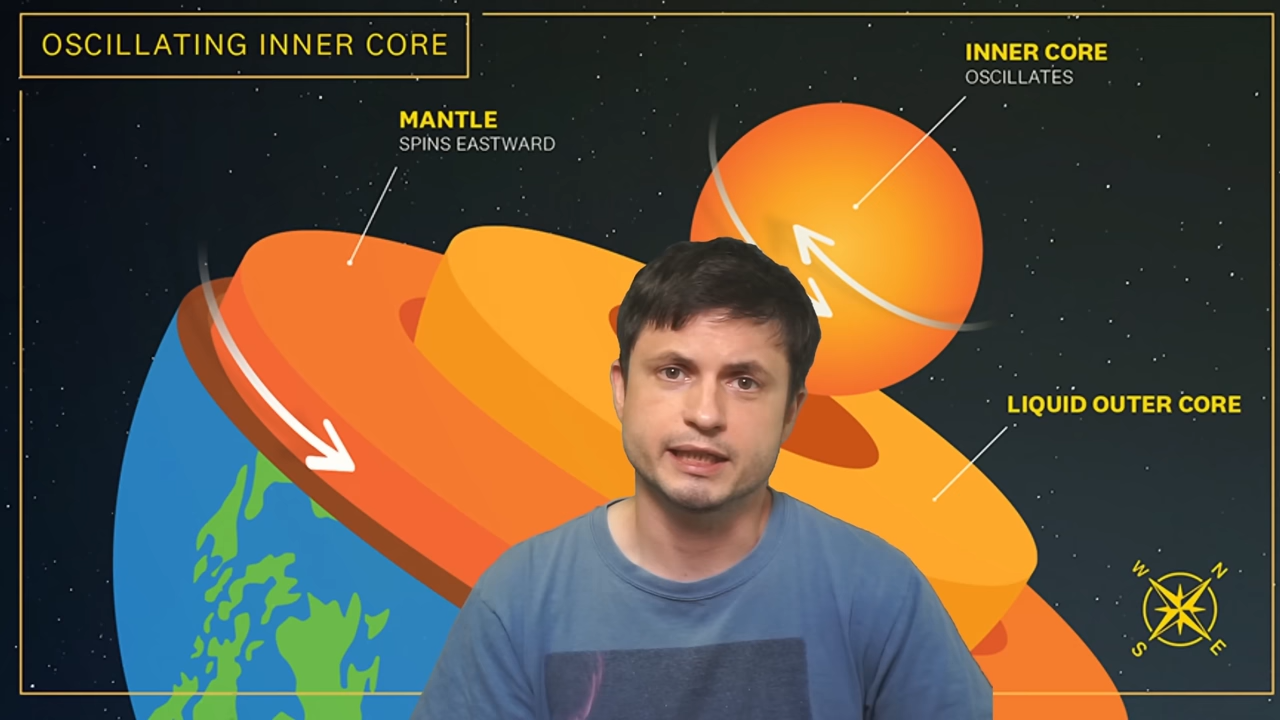 OSCILLATING INNER CORE
INNER CORE
OSCILLATES
MANTLE
SPINS EASTWARD
LIQUID OUTER CORE
W N
S E